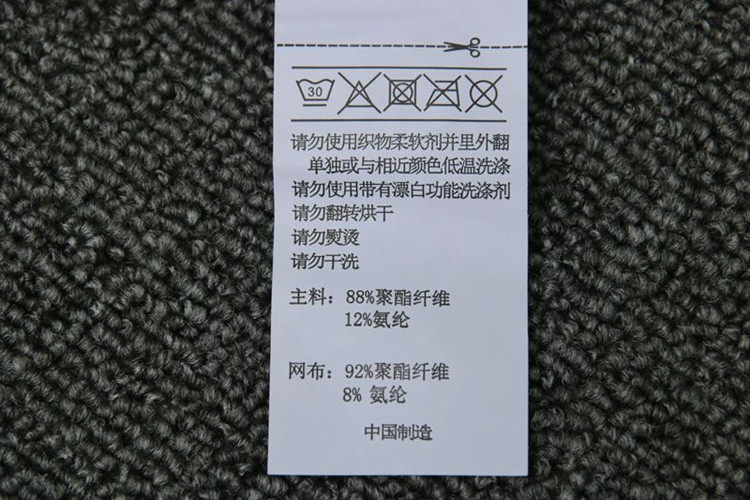 30
请勿使用织物柔软剂并里外翻
单独或与相近颜色低温洗涤
请勿使用带有漂白功能洗涤剂
请勿翻转烘干
请勿熨烫
请勿干洗
主料：88%聚酯纤维
12%氨纶
网布：92%聚酯纤维
8% 氨纶
中国制造